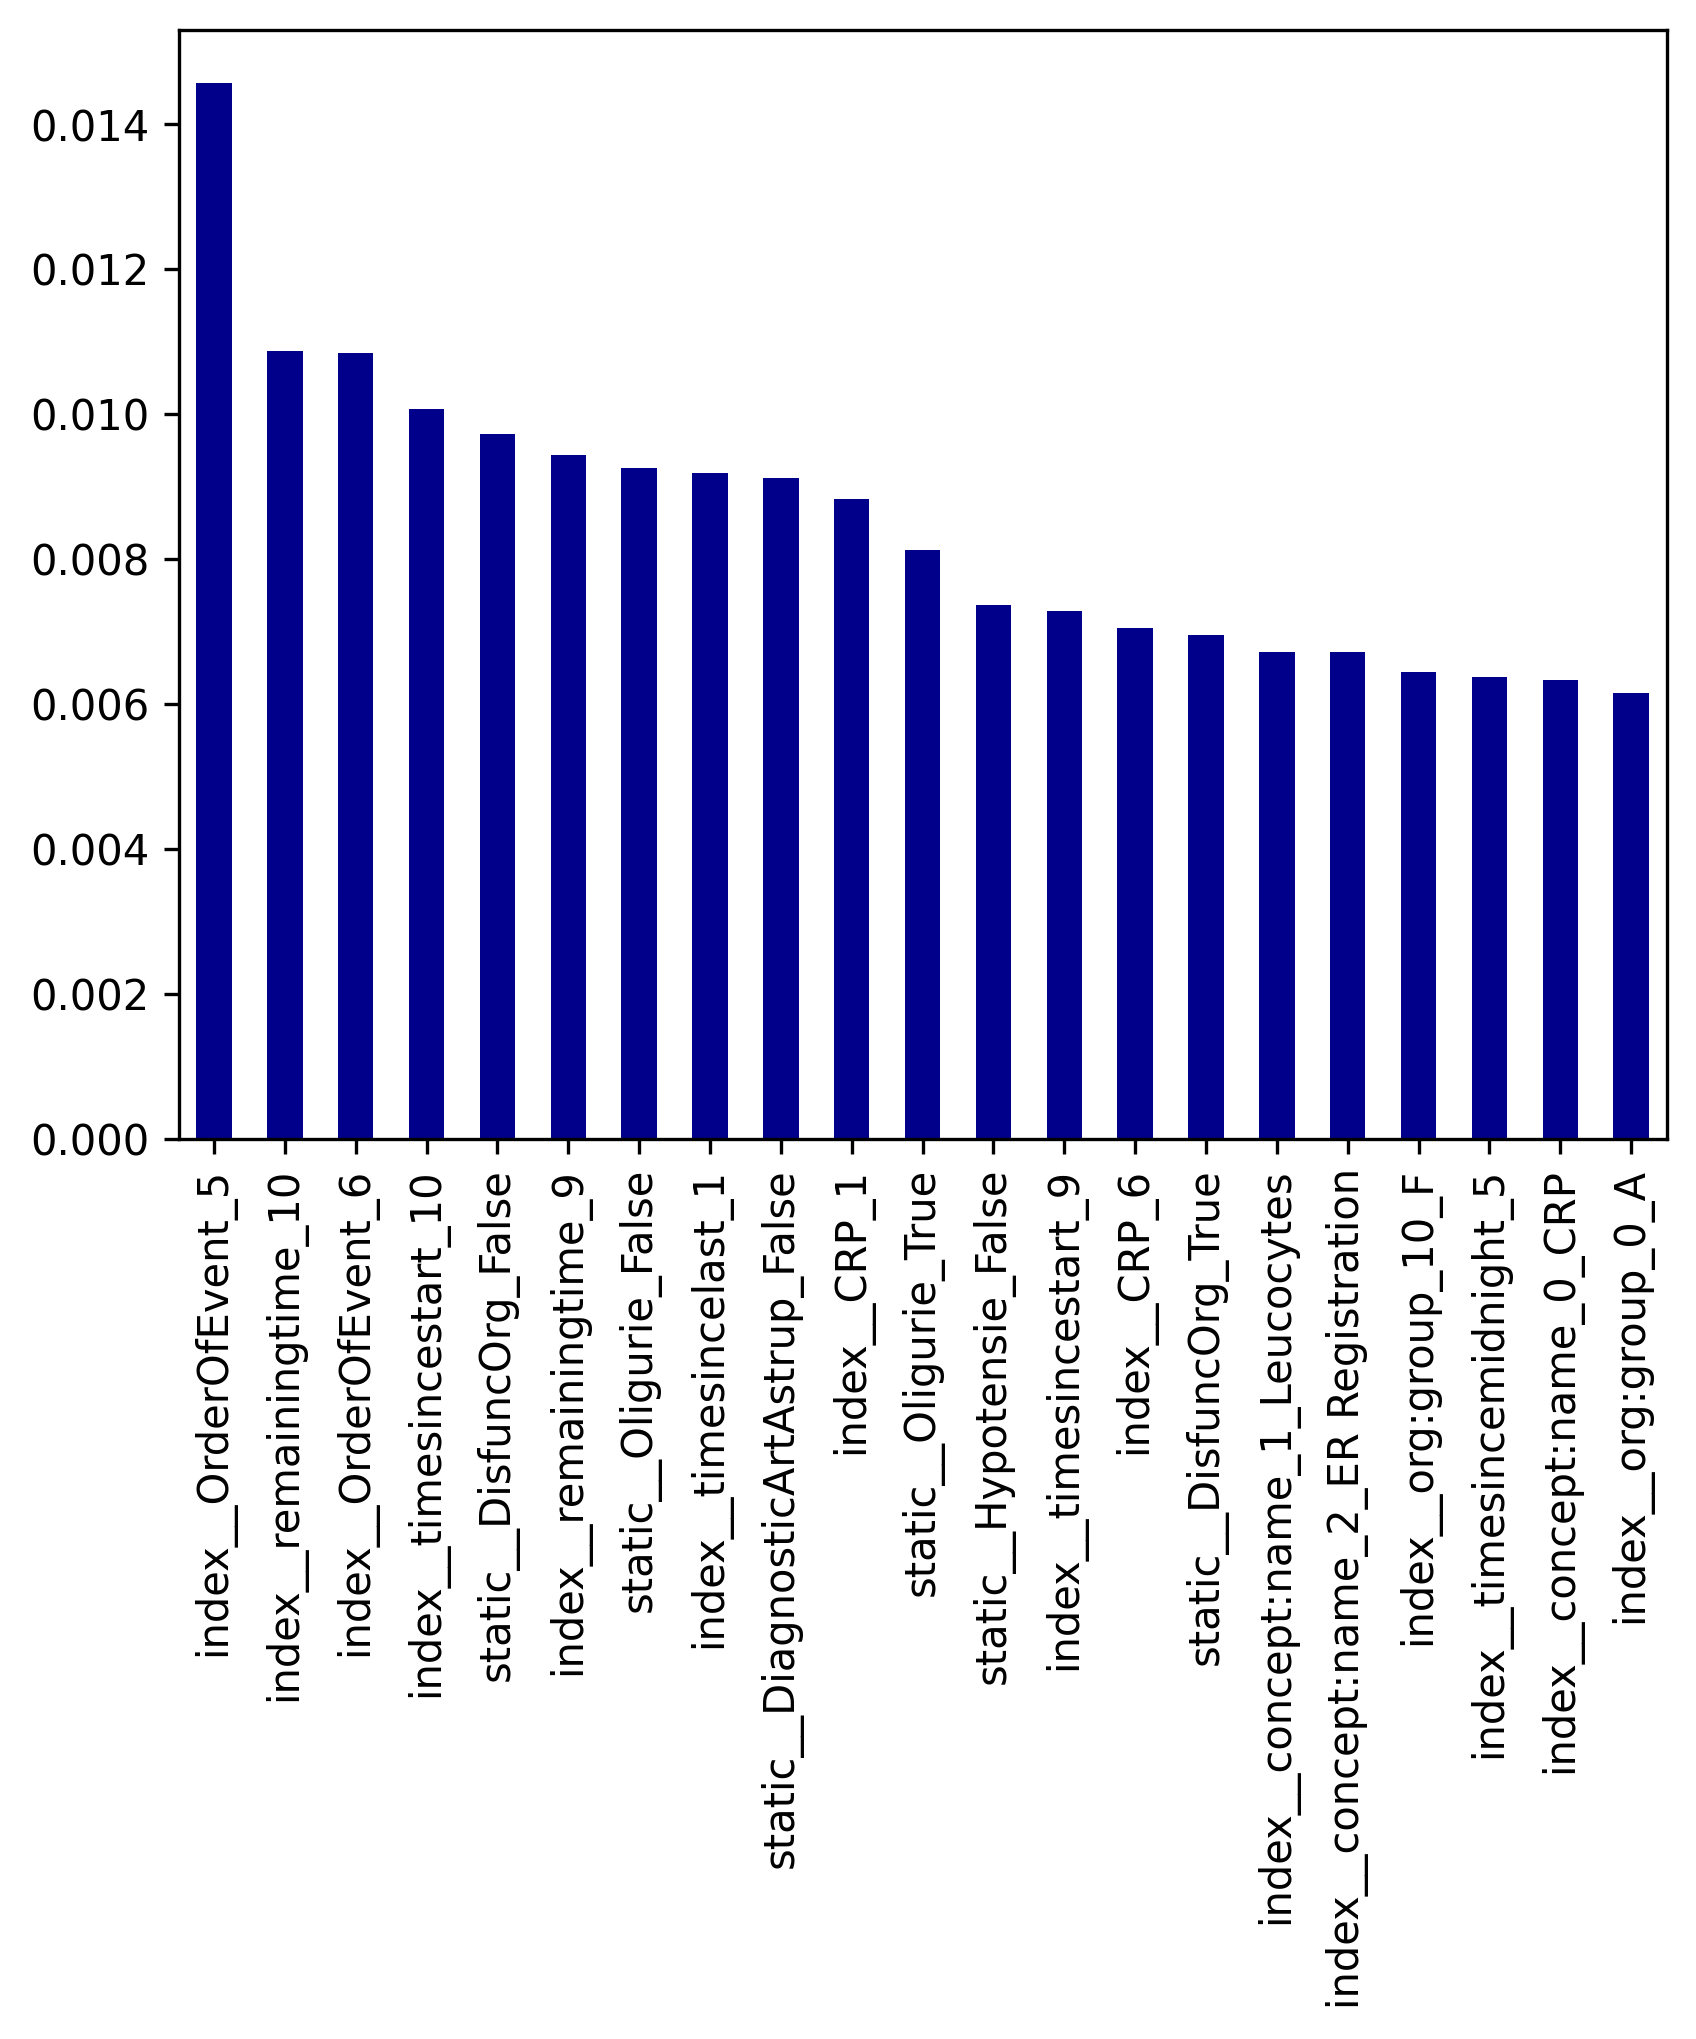 0.014
0.012
0.010
0.008
0.006
0.004
0.002
0.000
index__OrderOfEvent_5
index__remainingtime_10
index__OrderOfEvent_6
index__timesincestart_10
static__DisfuncOrg_False
index__remainingtime_9
static__Oligurie_False
index__timesincelast_1
static__DiagnosticArtAstrup_False
index__CRP_1
static__Oligurie_True
static__Hypotensie_False
index__timesincestart_9
index__CRP_6
static__DisfuncOrg_True
index__concept:name_1_Leucocytes
index__concept:name_2_ER Registration
index__org:group_10_F
index__timesincemidnight_5
index__concept:name_0_CRP
index__org:group_0_A